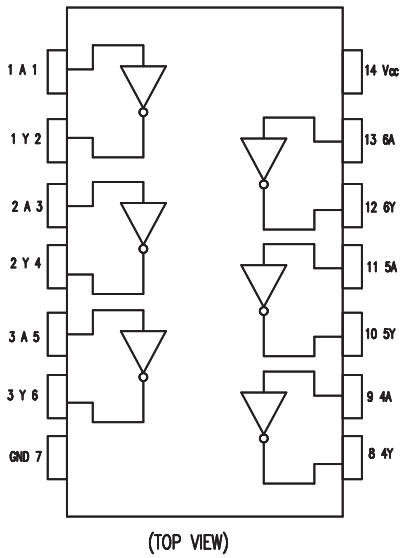 1 A 1
1 Y 2
2 A 3
2 Y 4
3 A 5
3 Y 6
GND 7
14 Vcc
13 6A
12 6Y
11 5A
10 5Y
9 4A
8 4Y
(TOP VIEW)